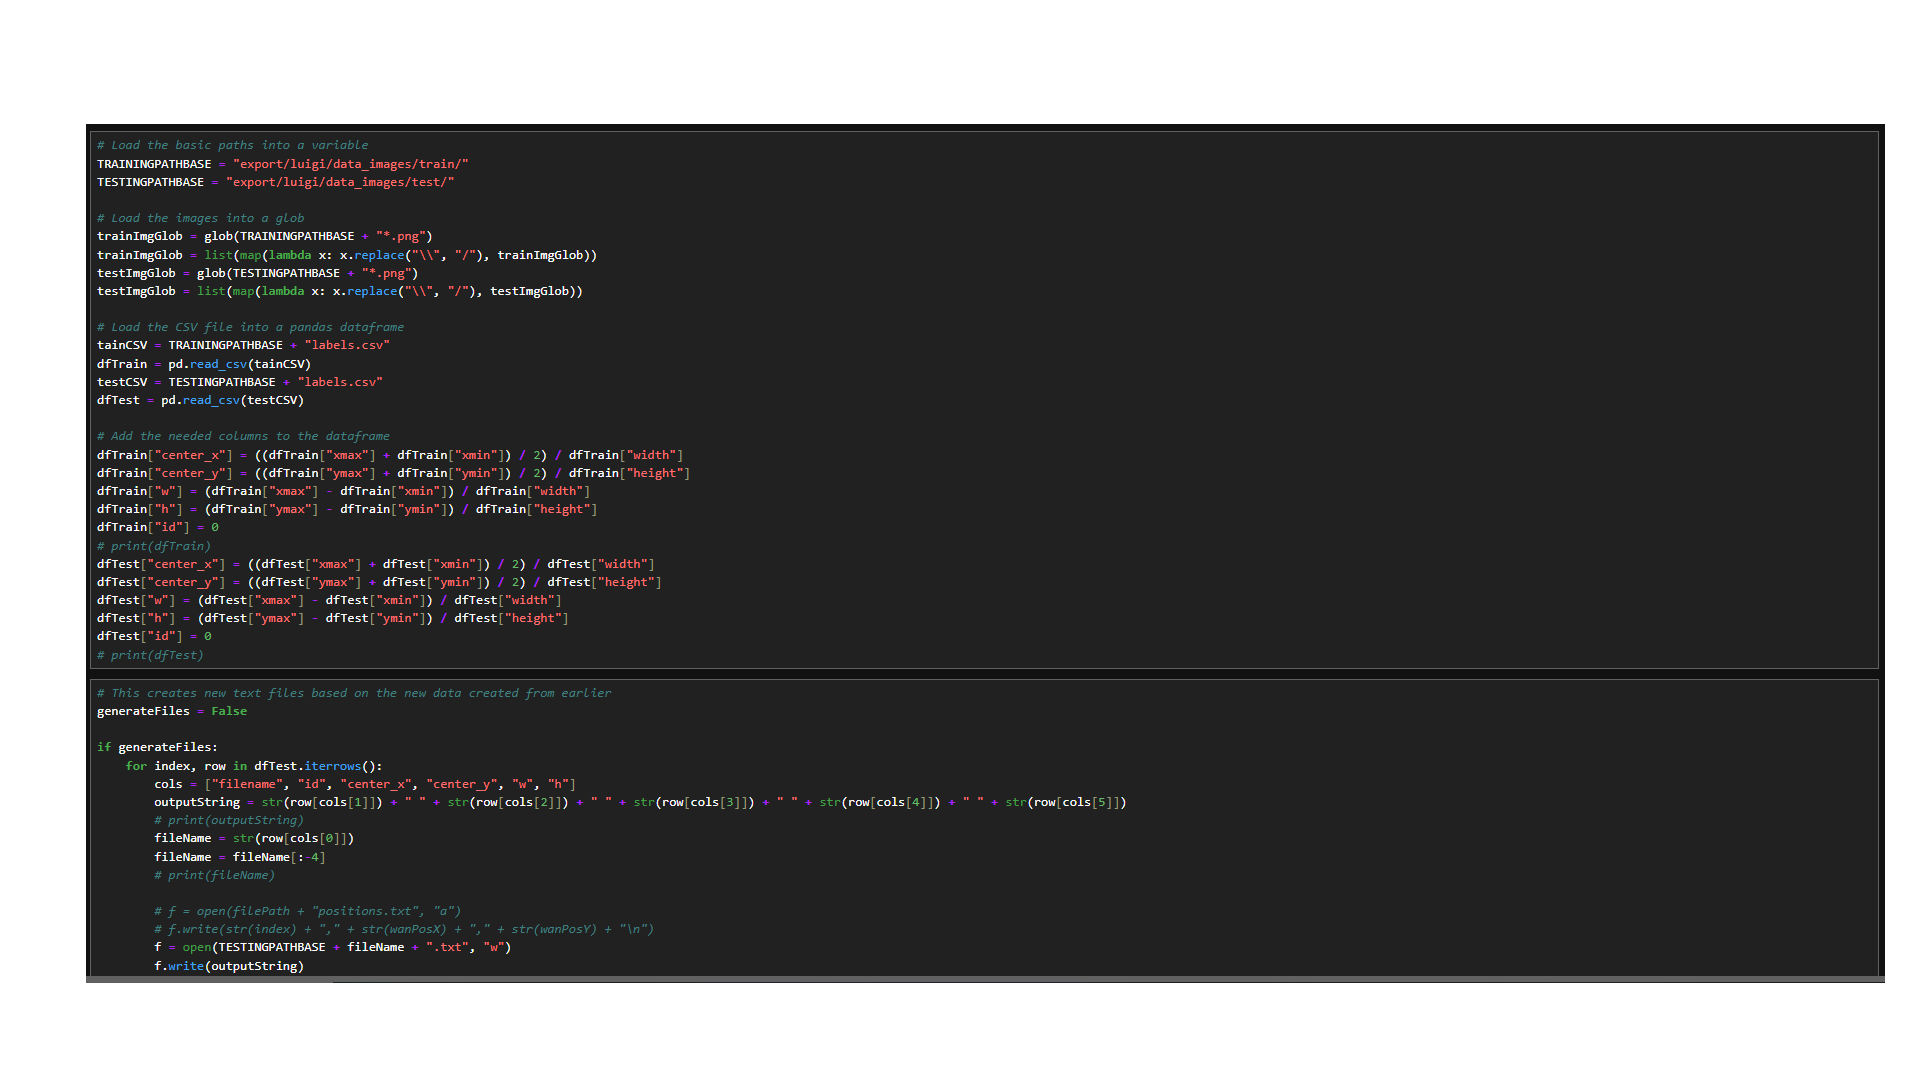 # Load the basic paths into a variable
TRAININGPATHBASE = "export/luigi/data_images/train/"
TESTINGPATHBASE = "export/luigi/data_images/test/"
# Load the images into a glob
trainImgGlob = glob(TRAININGPATHBASE + "*.png")
trainImgGlob = list(map(lambda x: x.replace("\\", "/"), trainImgGlob))
testImgGlob = glob(TESTINGPATHBASE + "*.png")
testImgGlob = list(map(lambda x: x.replace("\\", "/"), testImgGlob))
# Load the CSV file into a pandas dataframe
tainCSV = TRAININGPATHBASE + "labels.csv"
dfTrain = pd.read_csv(tainCSV)
testCSV = TESTINGPATHBASE + "labels.csv"
dfTest = pd.read_csv(testCSV)
# Add the needed columns to the dataframe
dfTrain["center_x"] = ((dfTrain["xmax"] + dfTrain["xmin"]) / 2) / dfTrain["width"]
dfTrain["center_y"] = ((dfTrain["ymax"] + dfTrain["ymin"]) / 2) / dfTrain["height"]
dfTrain["w"] = (dfTrain["xmax"] - dfTrain["xmin"]) / dfTrain["width"]
dfTrain["h"] = (dfTrain["ymax"] - dfTrain["ymin"]) / dfTrain["height"]
dfTrain["id"] = 0
# print(dfTrain)
dfTest["center_x"] = ((dfTest["xmax"] + dfTest["xmin"]) / 2) / dfTest["width"]
dfTest["center_y"] = ((dfTest["ymax"] + dfTest["ymin"]) / 2) / dfTest["height"]
dfTest["w"] = (dfTest["xmax"] - dfTest["xmin"]) / dfTest["width"]
dfTest["h"] = (dfTest["ymax"] - dfTest["ymin"]) / dfTest["height"]
dfTest["id"] = 0
# print(dfTest)
# This creates new text files based on the new data created from earlier
generateFiles = False
if generateFiles:
    for index, row in dfTest.iterrows():
        cols = ["filename", "id", "center_x", "center_y", "w", "h"]
        outputString = str(row[cols[1]]) + " " + str(row[cols[2]]) + " " + str(row[cols[3]]) + " " + str(row[cols[4]]) + " " + str(row[cols[5]])
        # print(outputString)
        fileName = str(row[cols[0]])
        fileName = fileName[:-4]
        # print(fileName)
        # f = open(filePath + "positions.txt", "a")
        # f.write(str(index) + "," + str(wanPosX) + "," + str(wanPosY) + "\n")
        f = open(TESTINGPATHBASE + fileName + ".txt", "w")
        f.write(outputString)